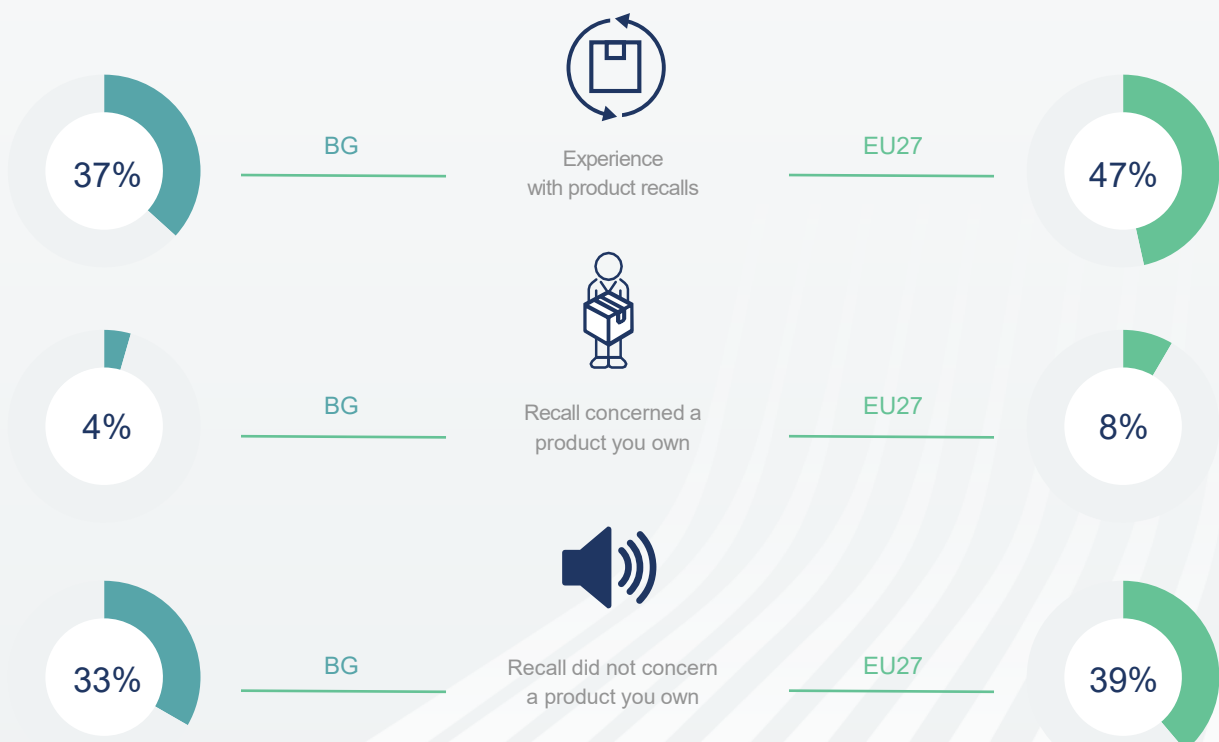 37%
BG
Experience
with product recalls
EU27
47%
4%
BG
Recall concerned a
product you own
EU27
8%
33%
BG
Recall did not concern
a product you own
EU27
39%